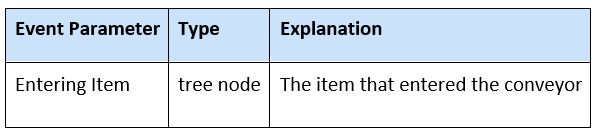 Event Parameter Type Explanation
Entering Item tree node The item that entered the conveyor